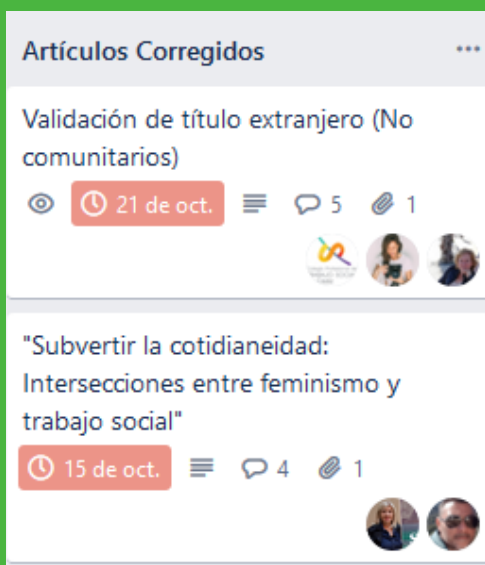 Artículos Corregidos
Validación de título extranjero (No
comunitarios)
21 de oct. 5 1
"Subvertir la cotidianeidad:
Intersecciones entre feminismo y
trabajo social"
15 de oct. 4 1